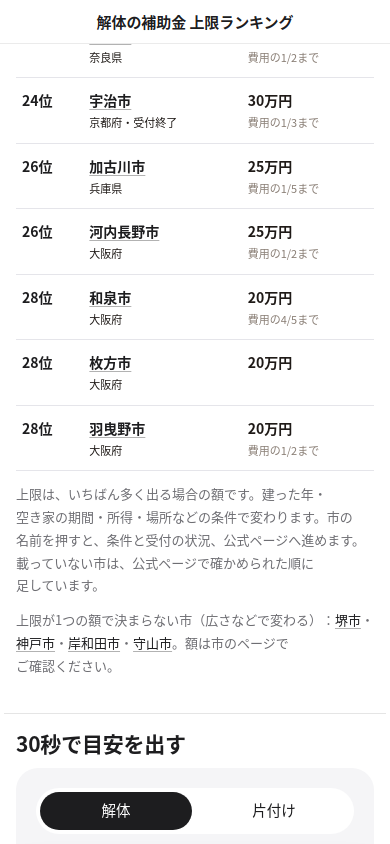 解体の補助金 上限ランキング
奈良県 費用の1/2まで
24位 宇治市 30万円
京都府・受付終了 費用の1/3まで
26位 加古川市 25万円
兵庫県 費用の1/5まで
26位 河内長野市 25万円
大阪府 費用の1/2まで
28位 和泉市 20万円
大阪府 費用の4/5まで
28位 枚方市 20万円
大阪府
28位 羽曳野市 20万円
大阪府 費用の1/2まで
上限は、いちばん多く出る場合の額です。建った年・
空き家の期間・所得・場所などの条件で変わります。市の
名前を押すと、条件と受付の状況、公式ページへ進めます。
載っていない市は、公式ページで確かめられた順に
足しています。
上限が1つの額で決まらない市（広さなどで変わる）：堺市・
神戸市・岸和田市・守山市。額は市のページで
ご確認ください。
30秒で目安を出す
解体 片付け